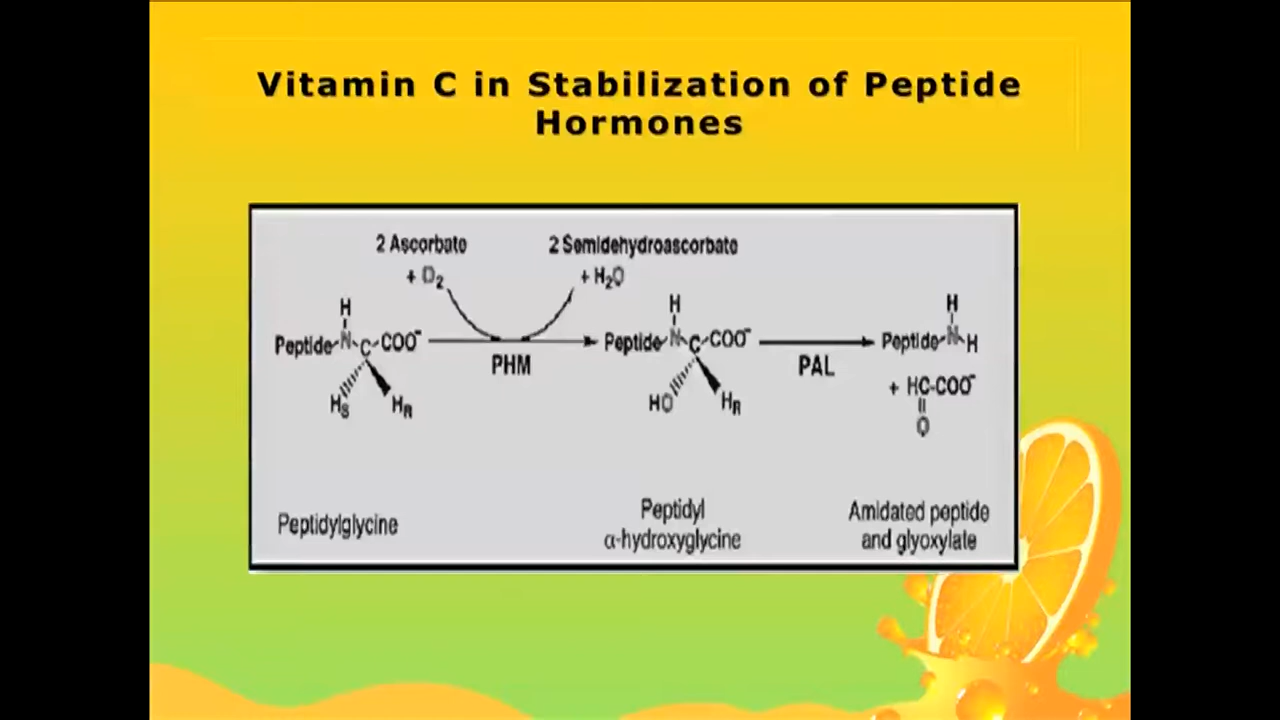 Vitamin C in Stabilization of Peptide
Hormones
2 Ascorbate
+ O₂
2 Semidehydroascorbate
+ H₂O
H
Peptide-N-C-COO⁻
Hs HR
PHM
H
Peptide-N-C-COO⁻
HO HR
PAL
H
Peptide-N-H
+ HC-COO⁻
O
Peptidylglycine
Peptidyl
α-hydroxyglycine
Amidated peptide
and glyoxylate